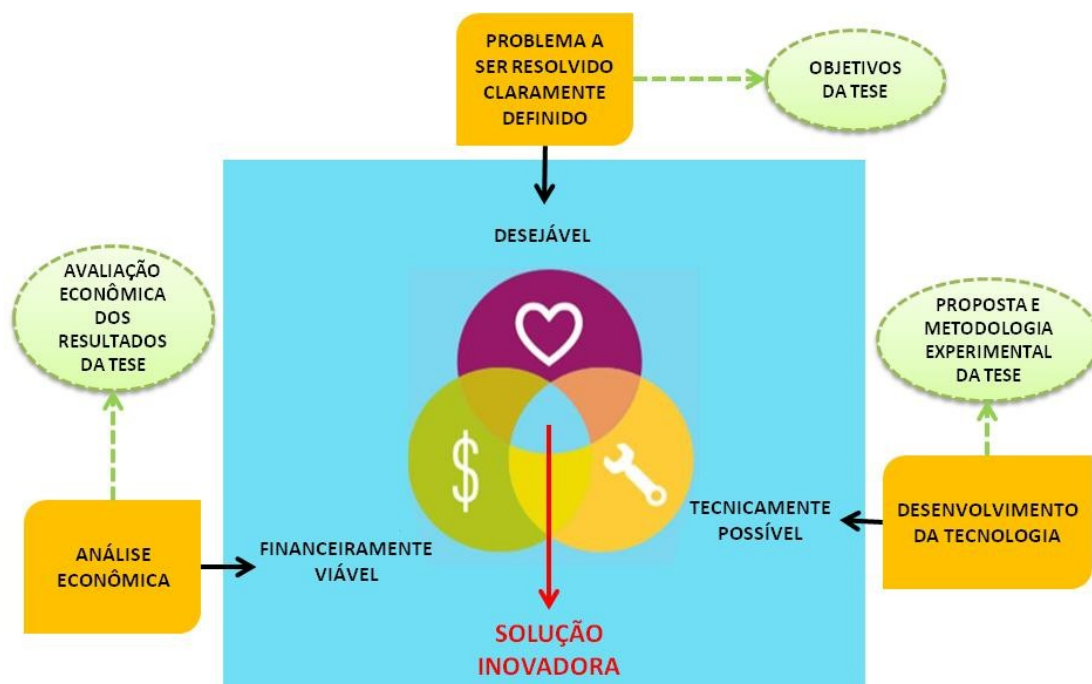 PROBLEMA A
SER RESOLVIDO
CLARAMENTE
DEFINIDO
OBJETIVOS
DA TESE
DESEJÁVEL
AVALIAÇÃO
ECONÔMICA
DOS
RESULTADOS
DA TESE
PROPOSTA E
METODOLOGIA
EXPERIMENTAL
DA TESE
$
ANÁLISE
ECONÔMICA
FINANCEIRAMENTE
VIÁVEL
TECNICAMENTE
POSSÍVEL
DESENVOLVIMENTO
DA TECNOLOGIA
SOLUÇÃO
INOVADORA